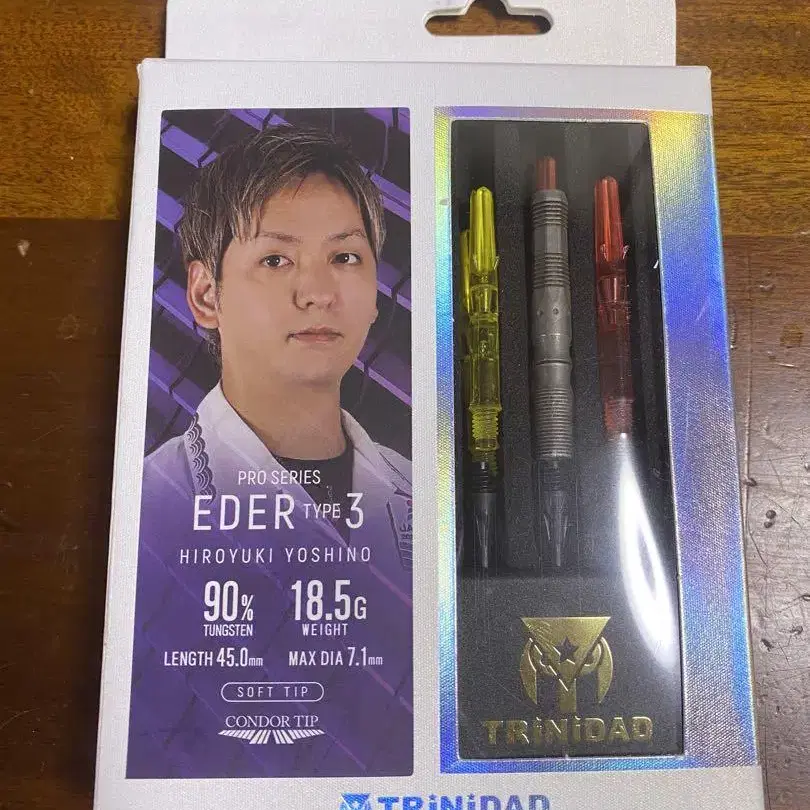 PRO SERIES
EDER TYPE 3
HIROYUKI YOSHINO
90% 18.5G
TUNGSTEN WEIGHT
LENGTH 45.0mm MAX DIA 7.1mm
SOFT TIP
CONDOR TIP
TRiNiDAD
TRiNiDAD